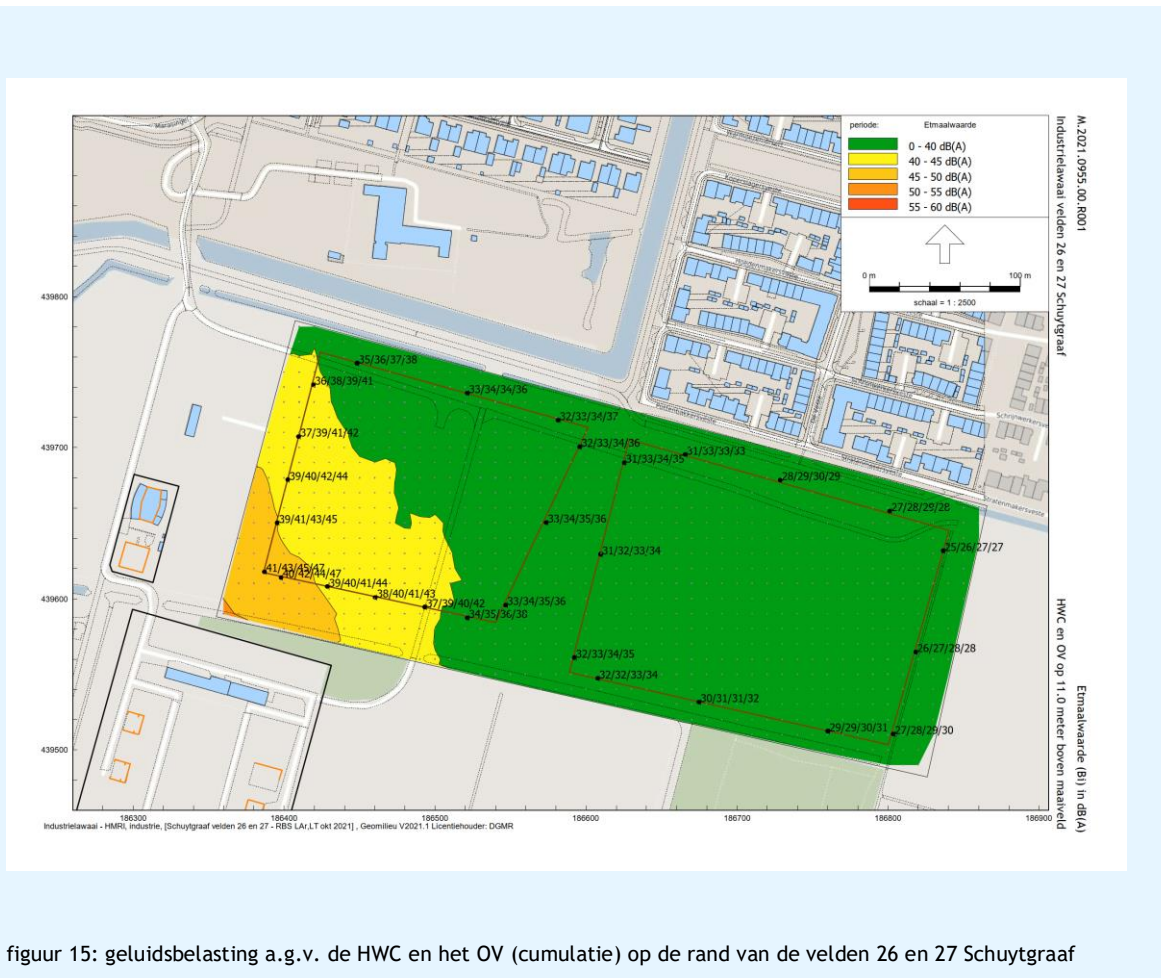 M.2021.0955.00.R001
Industrielawaai velden 26 en 27 Schuytgraaf
HWC en OV op 11.0 meter boven maaiveld
Etmaalwaarde (Bi) in dB(A)
periode: Etmaalwaarde
0 - 40 dB(A)
40 - 45 dB(A)
45 - 50 dB(A)
50 - 55 dB(A)
55 - 60 dB(A)
0 m 100 m
schaal = 1 : 2500
439800
439700
439600
439500
35/36/37/38
36/38/39/41
33/34/34/36
32/33/34/37
37/39/41/42
32/33/34/36
31/33/33/33
31/33/34/35
39/40/42/44
28/29/30/29
27/28/29/28
39/41/43/45
33/34/35/36
25/26/27/27
31/32/33/34
41/43/45/47
40/42/44/47
39/40/41/44
38/40/41/43
37/39/40/42
33/34/35/36
34/35/36/38
32/33/34/35
26/27/28/28
32/32/33/34
30/31/31/32
29/29/30/31
27/28/29/30
186300 186400 186500 186600 186700 186800 186900
Industrielawaai - HMRI, industrie, [Schuytgraaf velden 26 en 27 - RBS LAr,LT okt 2021] , Geomilieu V2021.1 Licentiehouder: DGMR
figuur 15: geluidsbelasting a.g.v. de HWC en het OV (cumulatie) op de rand van de velden 26 en 27 Schuytgraaf